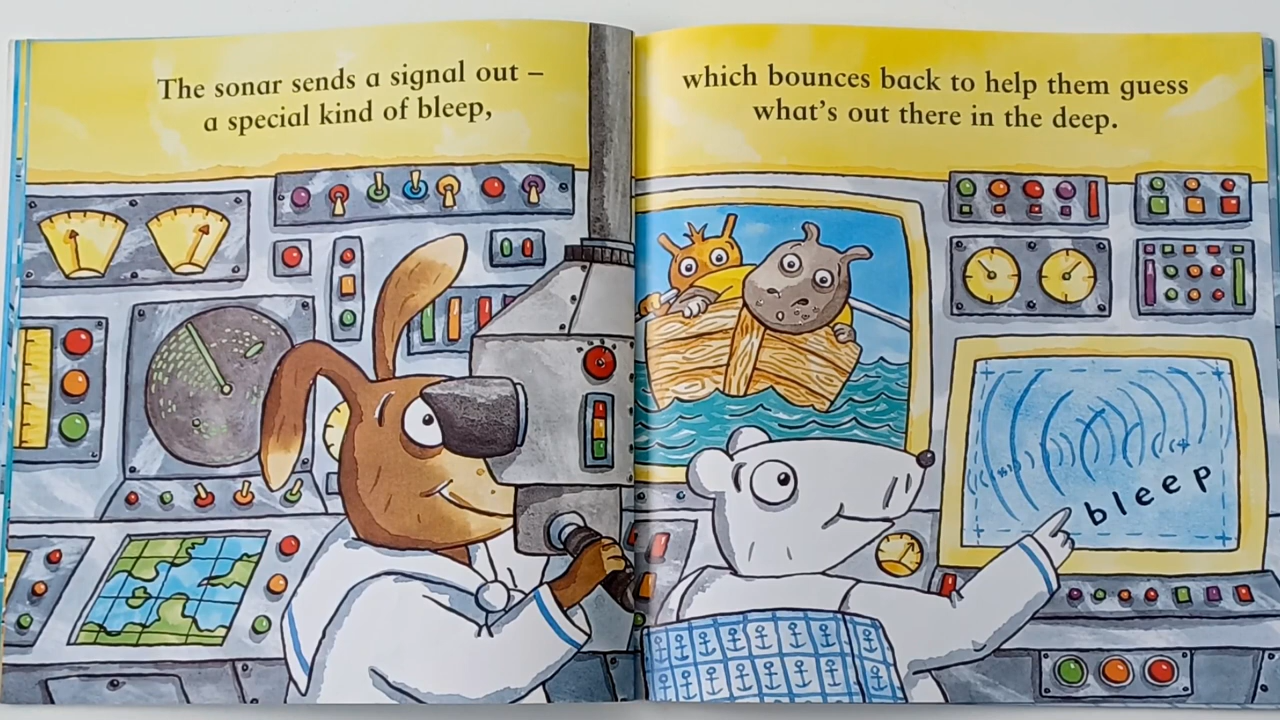 The sonar sends a signal out –
a special kind of bleep,
which bounces back to help them guess
what's out there in the deep.
bleep